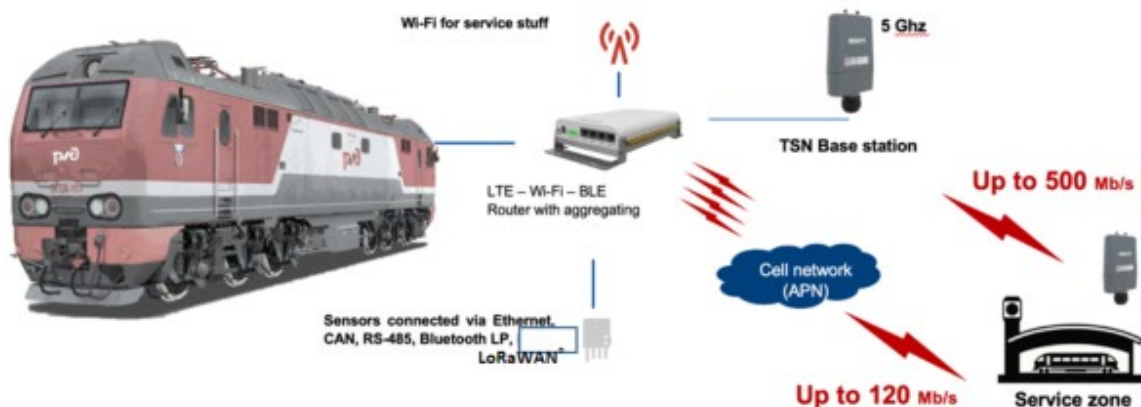 Wi-Fi for service stuff
5 Ghz
TSN Base station
LTE – Wi-Fi – BLE
Router with aggregating
Up to 500 Mb/s
Cell network
(APN)
Sensors connected via Ethernet,
CAN, RS-485, Bluetooth LP,
LoRaWAN
Up to 120 Mb/s
Service zone